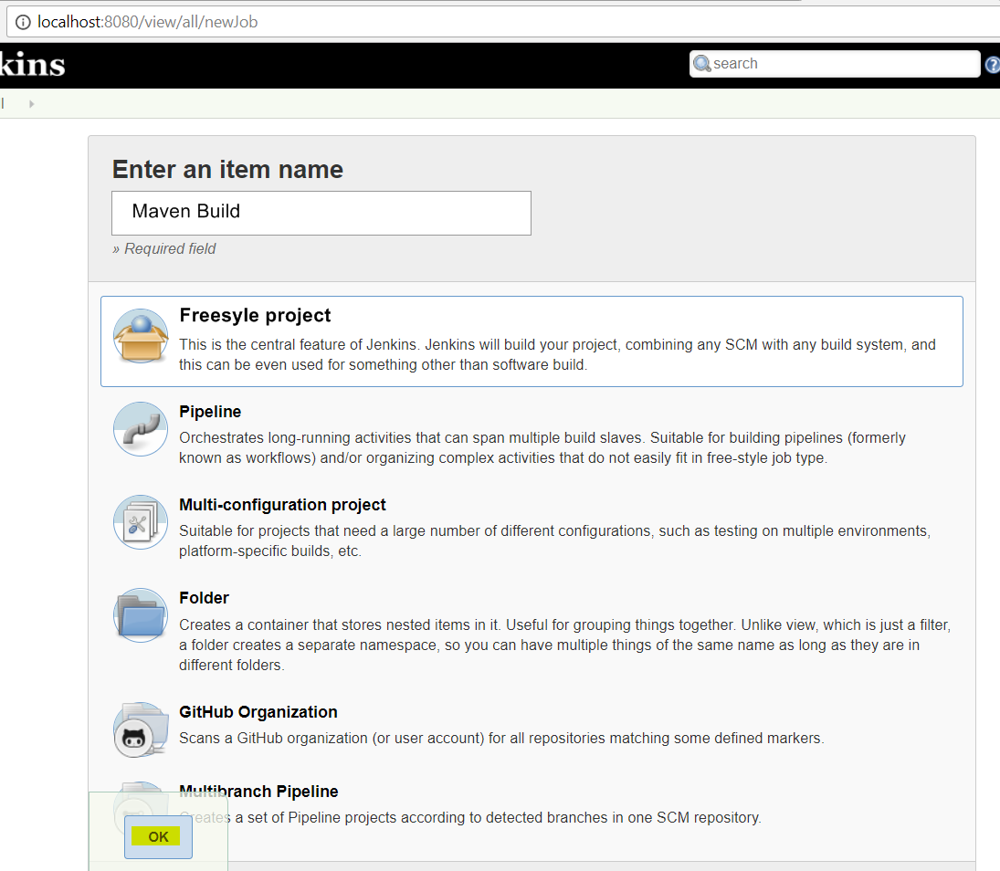 localhost:8080/view/all/newJob
kins
search
l
Enter an item name
Maven Build
» Required field
Freesyle project
This is the central feature of Jenkins. Jenkins will build your project, combining any SCM with any build system, and
this can be even used for something other than software build.
Pipeline
Orchestrates long-running activities that can span multiple build slaves. Suitable for building pipelines (formerly
known as workflows) and/or organizing complex activities that do not easily fit in free-style job type.
Multi-configuration project
Suitable for projects that need a large number of different configurations, such as testing on multiple environments,
platform-specific builds, etc.
Folder
Creates a container that stores nested items in it. Useful for grouping things together. Unlike view, which is just a filter,
a folder creates a separate namespace, so you can have multiple things of the same name as long as they are in
different folders.
GitHub Organization
Scans a GitHub organization (or user account) for all repositories matching some defined markers.
Multibranch Pipeline
Creates a set of Pipeline projects according to detected branches in one SCM repository.
OK